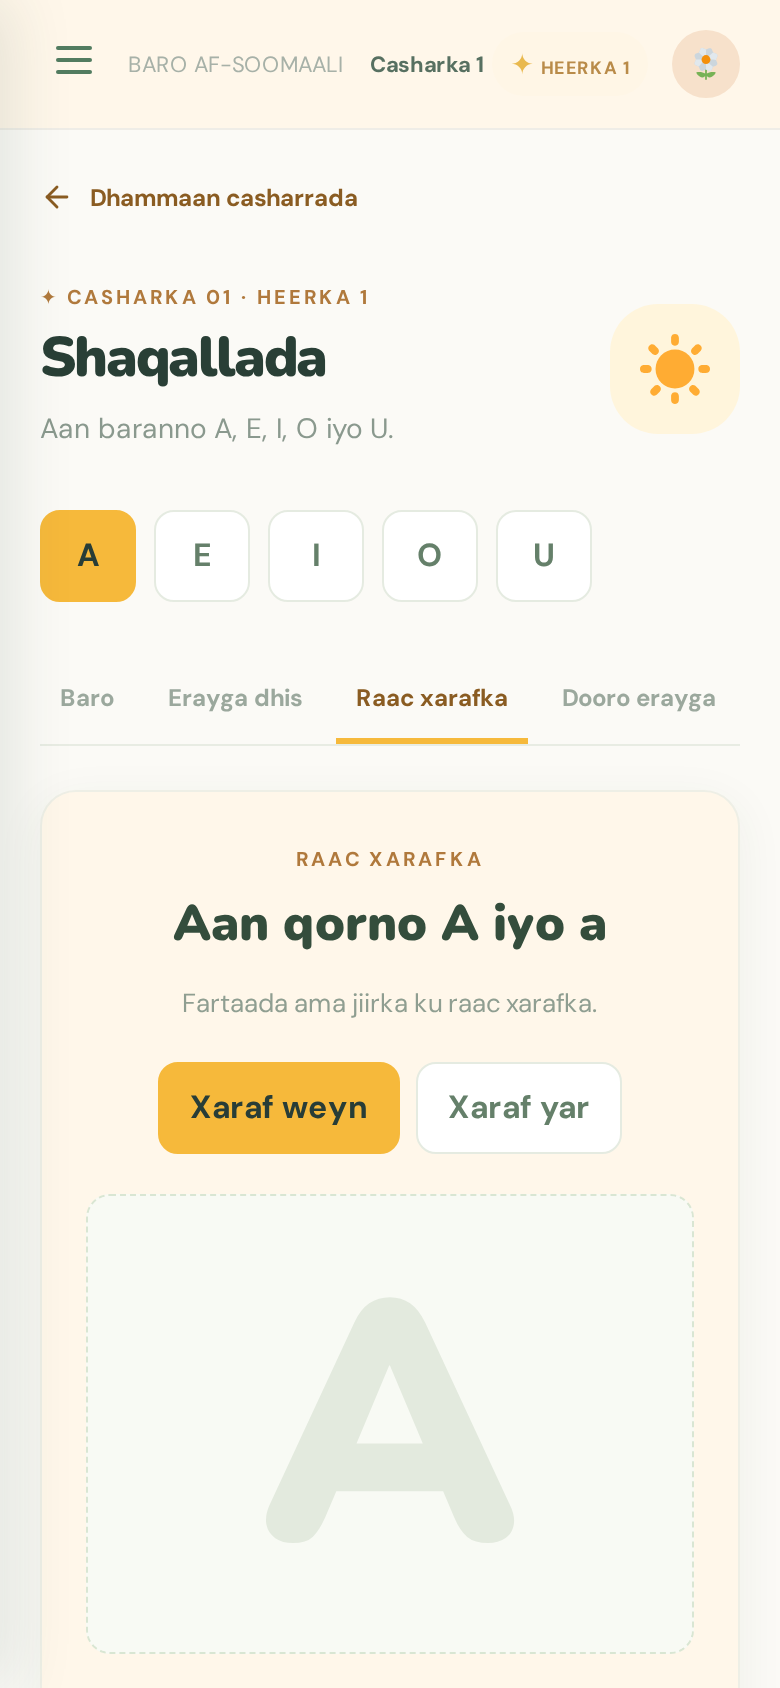 BARO AF-SOOMAALI Casharka 1 ✦ HEERKA 1
← Dhammaan casharrada
✦ CASHARKA 01 · HEERKA 1
Shaqallada
Aan baranno A, E, I, O iyo U.
A E I O U
Baro Erayga dhis Raac xarafka Dooro erayga
RAAC XARAFKA
Aan qorno A iyo a
Fartaada ama jiirka ku raac xarafka.
Xaraf weyn Xaraf yar
A